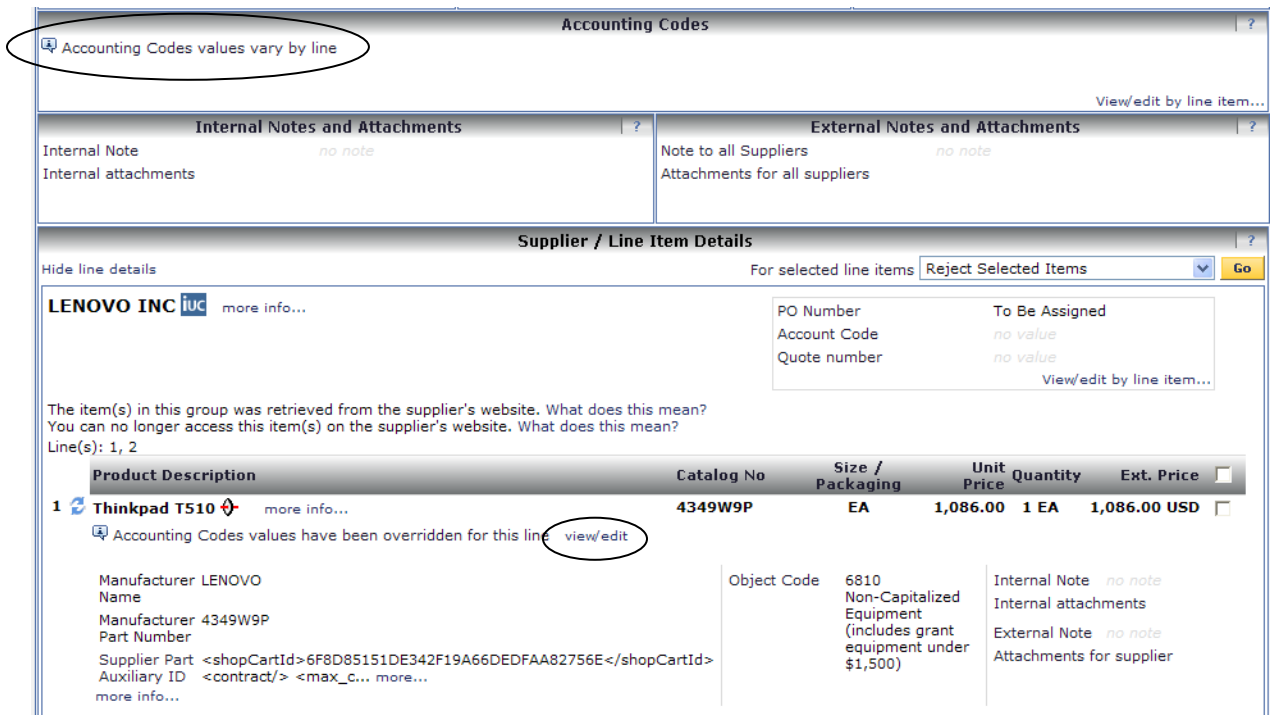 Accounting Codes ?
Accounting Codes values vary by line
View/edit by line item...
Internal Notes and Attachments ?
Internal Note no note
Internal attachments
External Notes and Attachments ?
Note to all Suppliers no note
Attachments for all suppliers
Supplier / Line Item Details ?
Hide line details
For selected line items Reject Selected Items Go
LENOVO INC iuc more info...
PO Number To Be Assigned
Account Code no value
Quote number no value
View/edit by line item...
The item(s) in this group was retrieved from the supplier's website. What does this mean?
You can no longer access this item(s) on the supplier's website. What does this mean?
Line(s): 1, 2
Product Description Catalog No Size / Packaging Unit Price Quantity Ext. Price
1 Thinkpad T510 more info... 4349W9P EA 1,086.00 1 EA 1,086.00 USD
Accounting Codes values have been overridden for this line view/edit
Manufacturer Name LENOVO
Manufacturer Part Number 4349W9P
Supplier Part Auxiliary ID <shopCartId>6F8D85151DE342F19A66DEDFAA82756E</shopCartId>
<contract/> <max_c... more...
more info...
Object Code 6810
Non-Capitalized
Equipment
(includes grant
equipment under
$1,500)
Internal Note no note
Internal attachments
External Note no note
Attachments for supplier